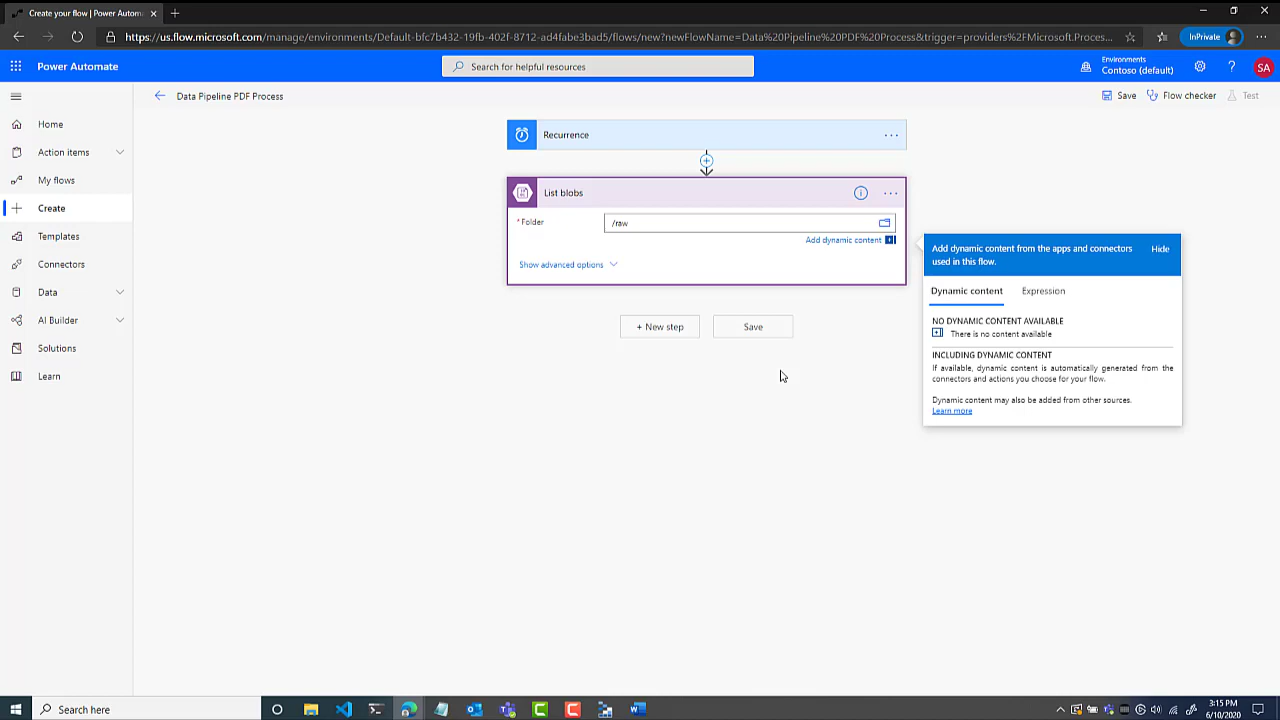 Create your flow | Power Autom
https://us.flow.microsoft.com/manage/environments/Default-bfc7b432-19fb-402f-8712-ad4fabe3bad5/flows/new?newFlowName=Data%20Pipeline%20PDF%20Process&trigger=providers%2FMicrosoft.Proces...
InPrivate
Power Automate
Search for helpful resources
Environments
Contoso (default)
SA
Data Pipeline PDF Process
Save
Flow checker
Test
Home
Action items
My flows
Create
Templates
Connectors
Data
AI Builder
Solutions
Learn
Recurrence
List blobs
* Folder
/raw
Add dynamic content
Show advanced options
+ New step
Save
Add dynamic content from the apps and connectors
used in this flow.
Hide
Dynamic content
Expression
NO DYNAMIC CONTENT AVAILABLE
There is no content available
INCLUDING DYNAMIC CONTENT
If available, dynamic content is automatically generated from the
connectors and actions you choose for your flow.
Dynamic content may also be added from other sources.
Learn more
Search here
3:15 PM
6/10/2020